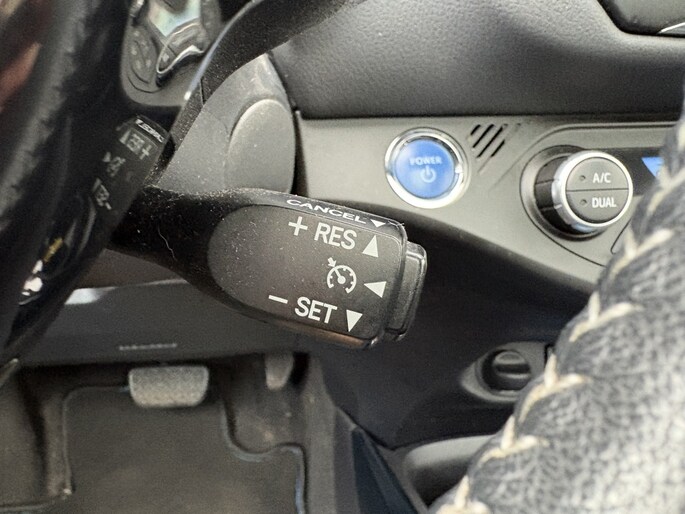 POWER
A/C
DUAL
CANCEL
+ RES
– SET